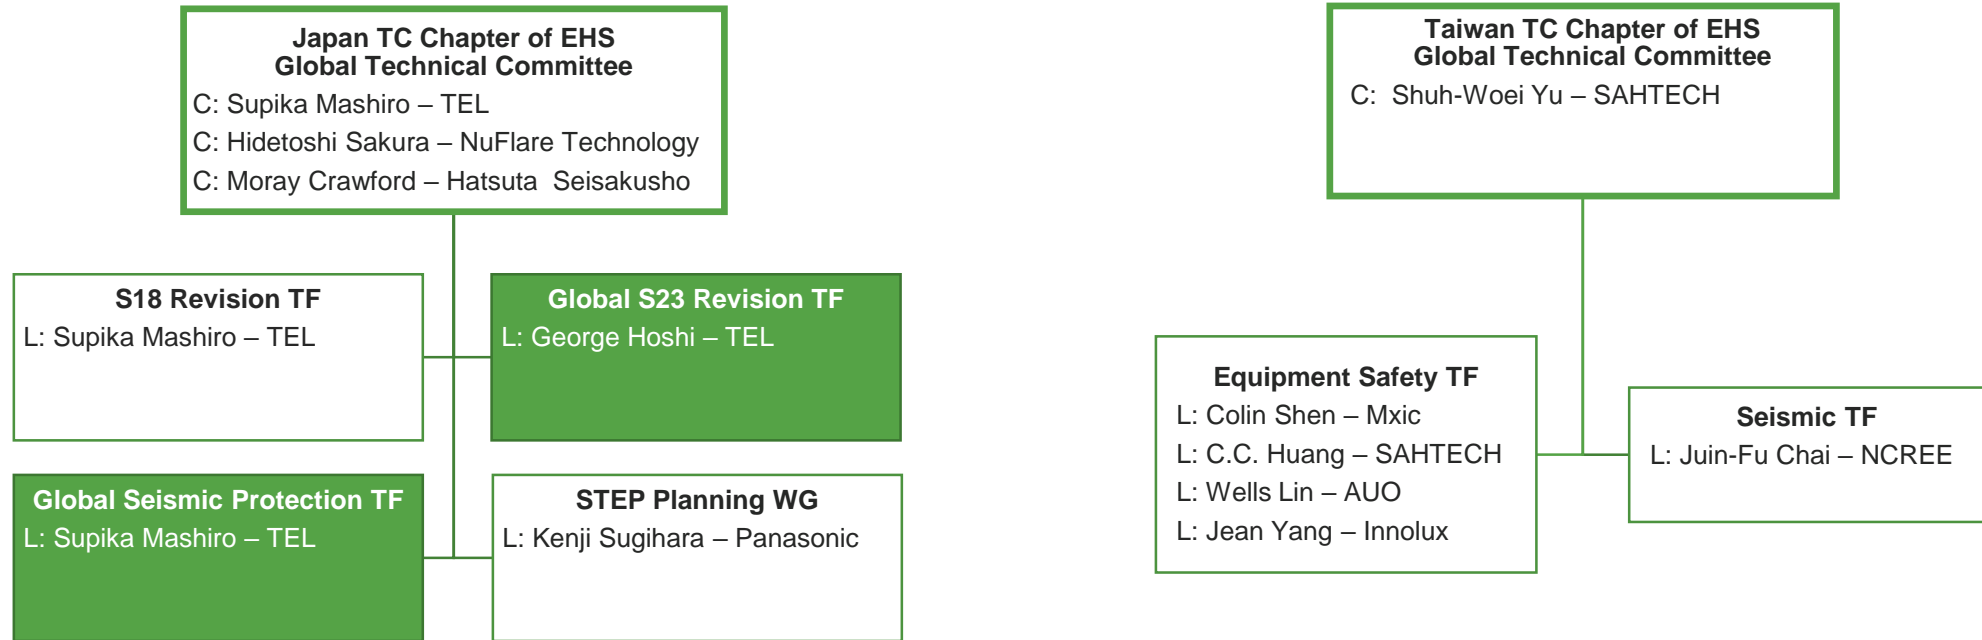 Japan TC Chapter of EHS
Global Technical Committee
C: Supika Mashiro – TEL
C: Hidetoshi Sakura – NuFlare Technology
C: Moray Crawford – Hatsuta  Seisakusho
S18 Revision TF
L: Supika Mashiro – TEL
Global S23 Revision TF
L: George Hoshi – TEL
Global Seismic Protection TF
L: Supika Mashiro – TEL
STEP Planning WG
L: Kenji Sugihara – Panasonic
Taiwan TC Chapter of EHS
Global Technical Committee
C:  Shuh-Woei Yu – SAHTECH
Equipment Safety TF
L: Colin Shen – Mxic
L: C.C. Huang – SAHTECH
L: Wells Lin – AUO
L: Jean Yang – Innolux
Seismic TF
L: Juin-Fu Chai – NCREE